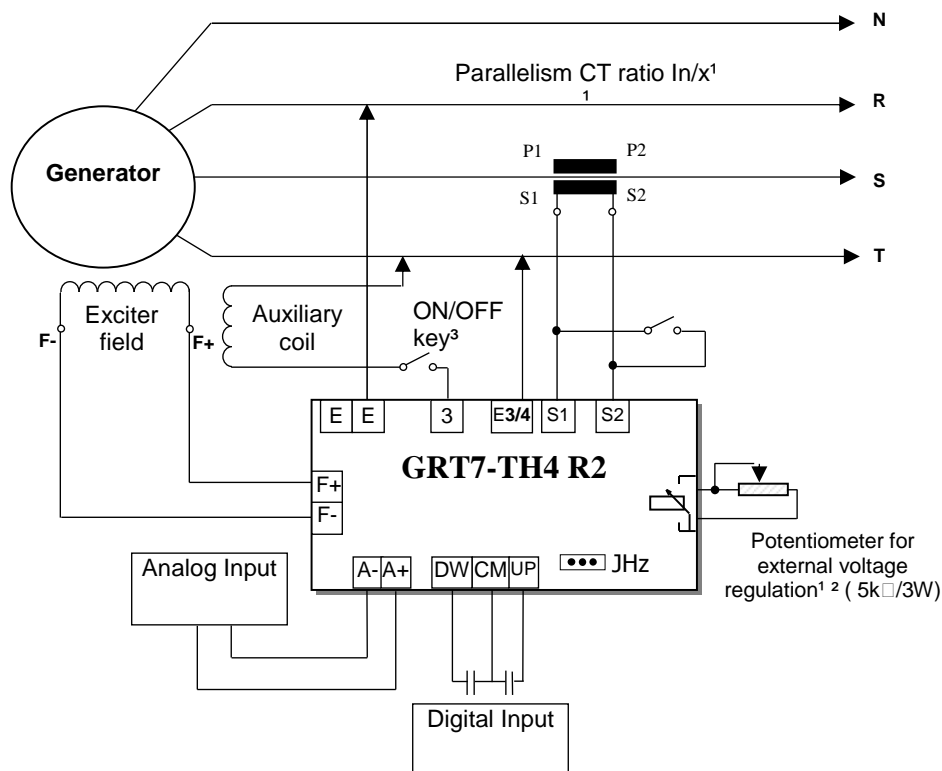 N
Parallelism CT ratio In/x¹
¹
R
P1 P2
Generator
S
S1 S2
T
Exciter
field
F-
F+
Auxiliary
coil
ON/OFF
key³
E E 3 E3/4 S1 S2
GRT7-TH4 R2
F+
F-
A- A+ DW CM UP JHz
Analog Input
Potentiometer for
external voltage
regulation¹ ² ( 5k□/3W)
Digital Input